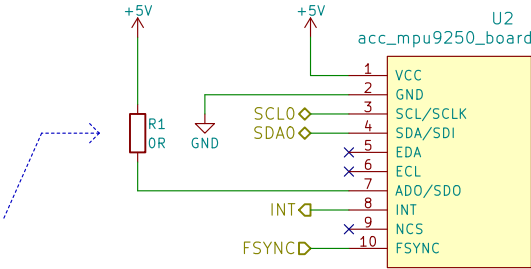 +5V
+5V
U2
acc_mpu9250_board
1 VCC
2 GND
SCL0 3 SCL/SCLK
R1
0R
GND
SDA0 4 SDA/SDI
5 EDA
6 ECL
7 ADO/SDO
INT 8 INT
9 NCS
FSYNC 10 FSYNC